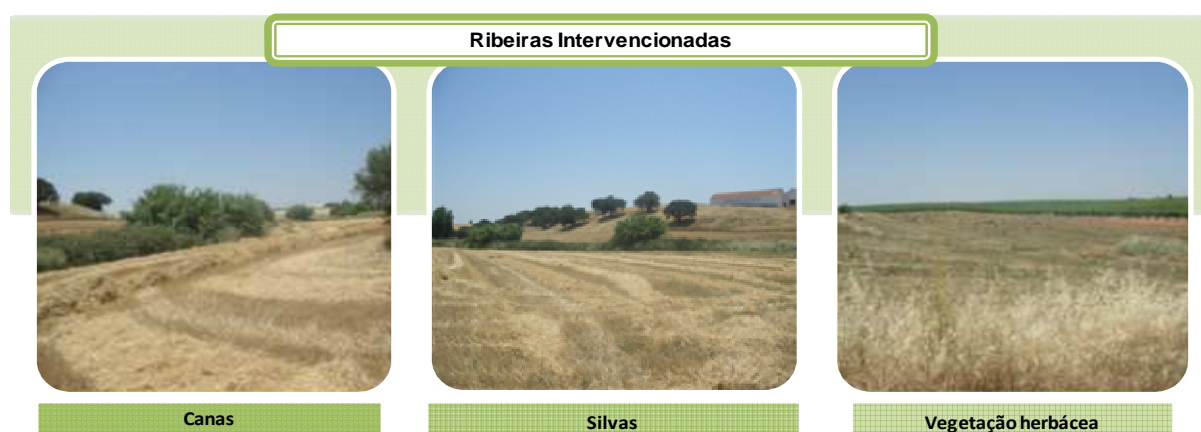 Ribeiras Intervencionadas
Canas
Silvas
Vegetação herbácea